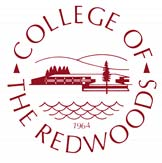 COLLEGE OF
THE REDWOODS
1964